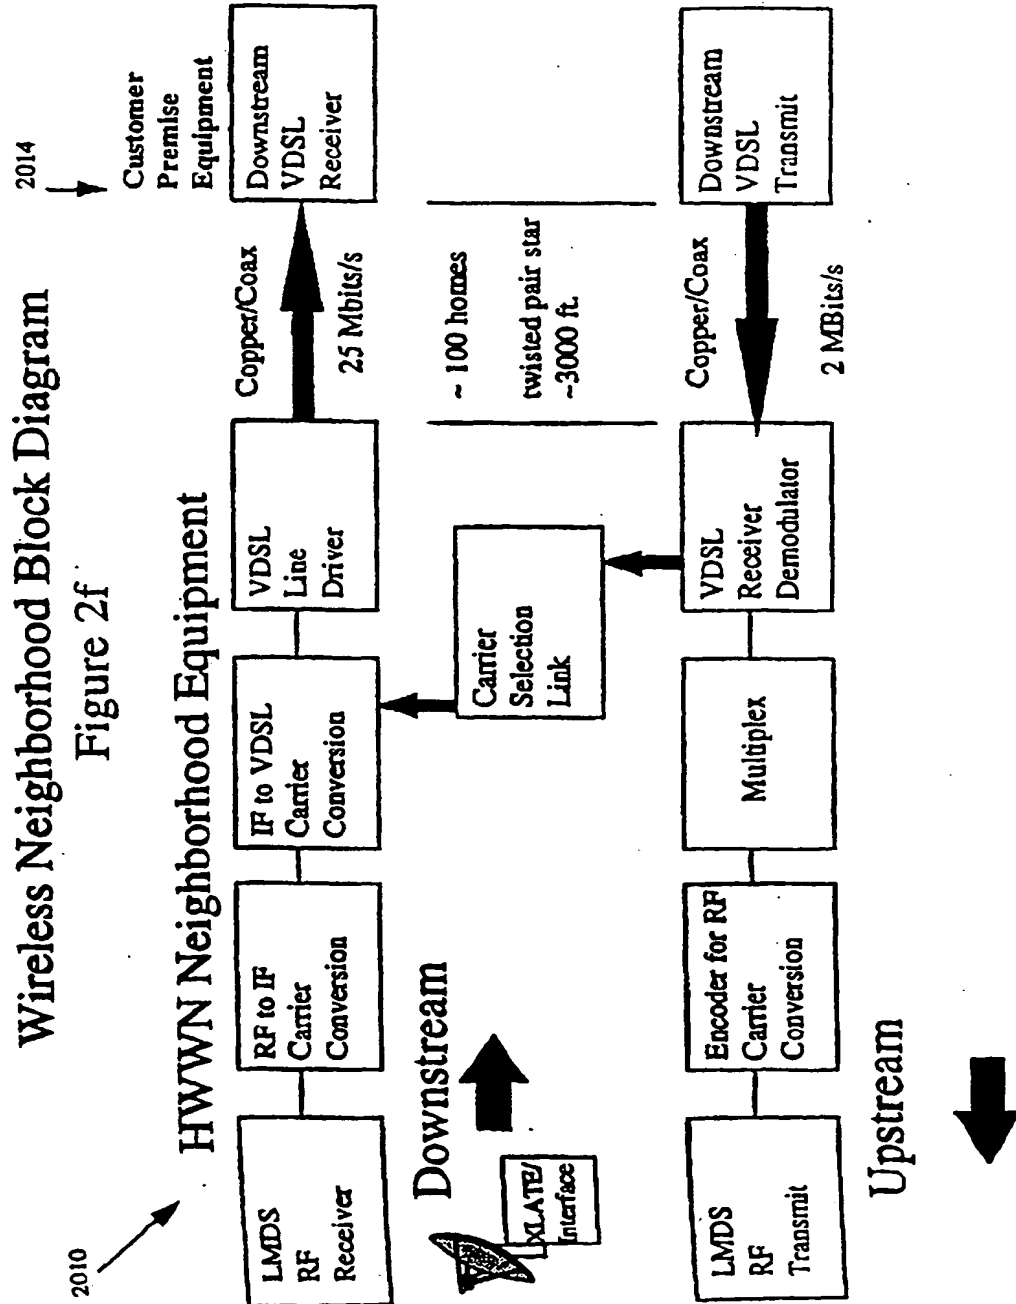 Wireless Neighborhood Block Diagram
Figure 2f
2010
HWWN Neighborhood Equipment
2014
Customer
Premise
Equipment
LMDS
RF
Receiver
RF to IF
Carrier
Conversion
IF to VDSL
Carrier
Conversion
VDSL
Line
Driver
Copper/Coax
25 Mbits/s
Downstream
VDSL
Receiver
Downstream
XLATE/
Interface
Carrier
Selection
Link
~ 100 homes
twisted pair star
~3000 ft.
LMDS
RF
Transmit
Encoder for RF
Carrier
Conversion
Multiplex
VDSL
Receiver
Demodulator
Copper/Coax
2 MBits/s
Downstream
VDSL
Transmit
Upstream